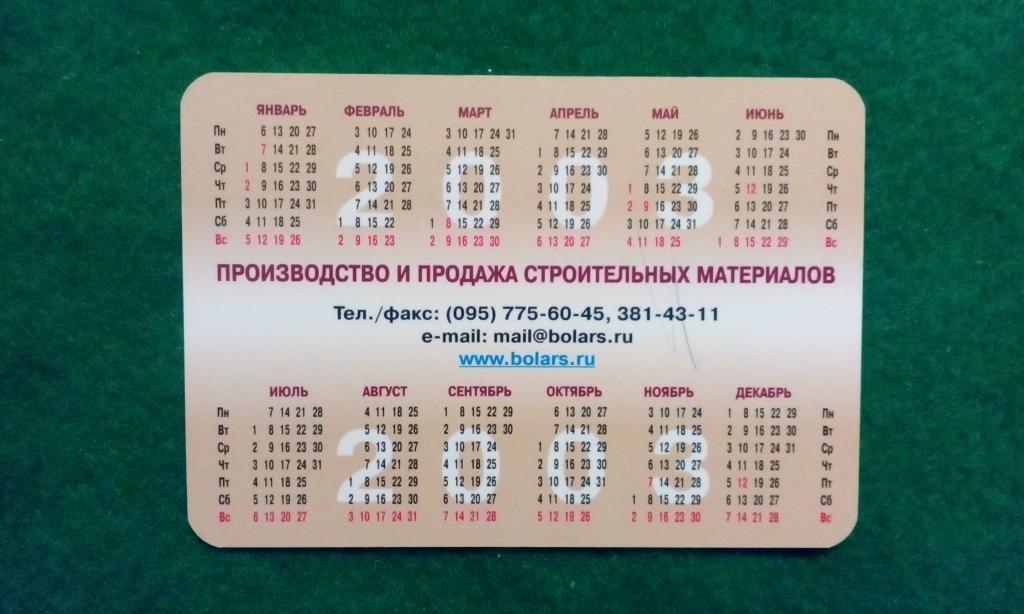 ЯНВАРЬ ФЕВРАЛЬ МАРТ АПРЕЛЬ МАЙ ИЮНЬ
Пн 6 13 20 27 3 10 17 24 3 10 17 24 31 7 14 21 28 5 12 19 26 2 9 16 23 30 Пн
Вт 7 14 21 28 4 11 18 25 4 11 18 25 1 8 15 22 29 6 13 20 27 3 10 17 24 Вт
Ср 1 8 15 22 29 5 12 19 26 5 12 19 26 2 9 16 23 30 7 14 21 28 4 11 18 25 Ср
Чт 2 9 16 23 30 6 13 20 27 6 13 20 27 3 10 17 24 1 8 15 22 29 5 12 19 26 Чт
Пт 3 10 17 24 31 7 14 21 28 7 14 21 28 4 11 18 25 2 9 16 23 30 6 13 20 27 Пт
Сб 4 11 18 25 1 8 15 22 1 8 15 22 29 5 12 19 26 3 10 17 24 31 7 14 21 28 Сб
Вс 5 12 19 26 2 9 16 23 2 9 16 23 30 6 13 20 27 4 11 18 25 1 8 15 22 29 Вс
2003
ПРОИЗВОДСТВО И ПРОДАЖА СТРОИТЕЛЬНЫХ МАТЕРИАЛОВ
Тел./факс: (095) 775-60-45, 381-43-11
e-mail: mail@bolars.ru
www.bolars.ru
ИЮЛЬ АВГУСТ СЕНТЯБРЬ ОКТЯБРЬ НОЯБРЬ ДЕКАБРЬ
Пн 7 14 21 28 4 11 18 25 1 8 15 22 29 6 13 20 27 3 10 17 24 1 8 15 22 29 Пн
Вт 1 8 15 22 29 5 12 19 26 2 9 16 23 30 7 14 21 28 4 11 18 25 2 9 16 23 30 Вт
Ср 2 9 16 23 30 6 13 20 27 3 10 17 24 1 8 15 22 29 5 12 19 26 3 10 17 24 31 Ср
Чт 3 10 17 24 31 7 14 21 28 4 11 18 25 2 9 16 23 30 6 13 20 27 4 11 18 25 Чт
Пт 4 11 18 25 1 8 15 22 29 5 12 19 26 3 10 17 24 31 7 14 21 28 5 12 19 26 Пт
Сб 5 12 19 26 2 9 16 23 30 6 13 20 27 4 11 18 25 1 8 15 22 29 6 13 20 27 Сб
Вс 6 13 20 27 3 10 17 24 31 7 14 21 28 5 12 19 26 2 9 16 23 30 7 14 21 28 Вс
2003